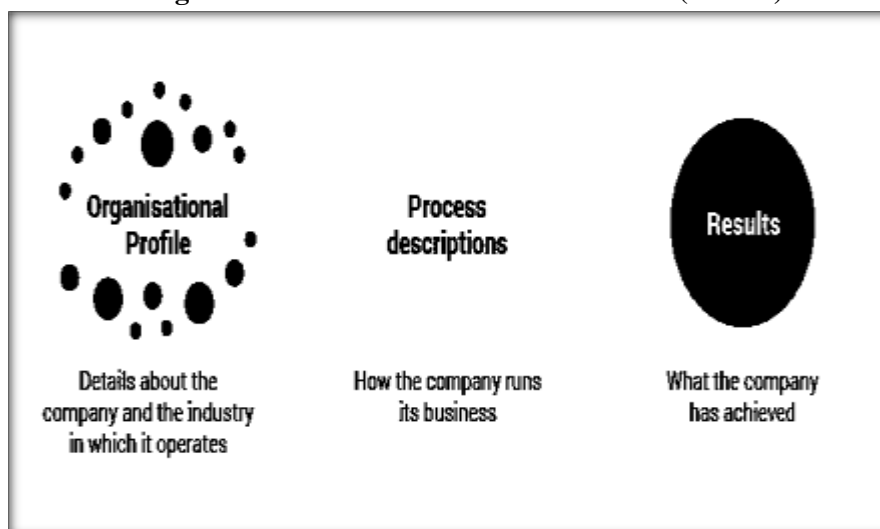 Organisational
Profile
Process
descriptions
Results
Details about the
company and the industry
in which it operates
How the company runs
its business
What the company
has achieved